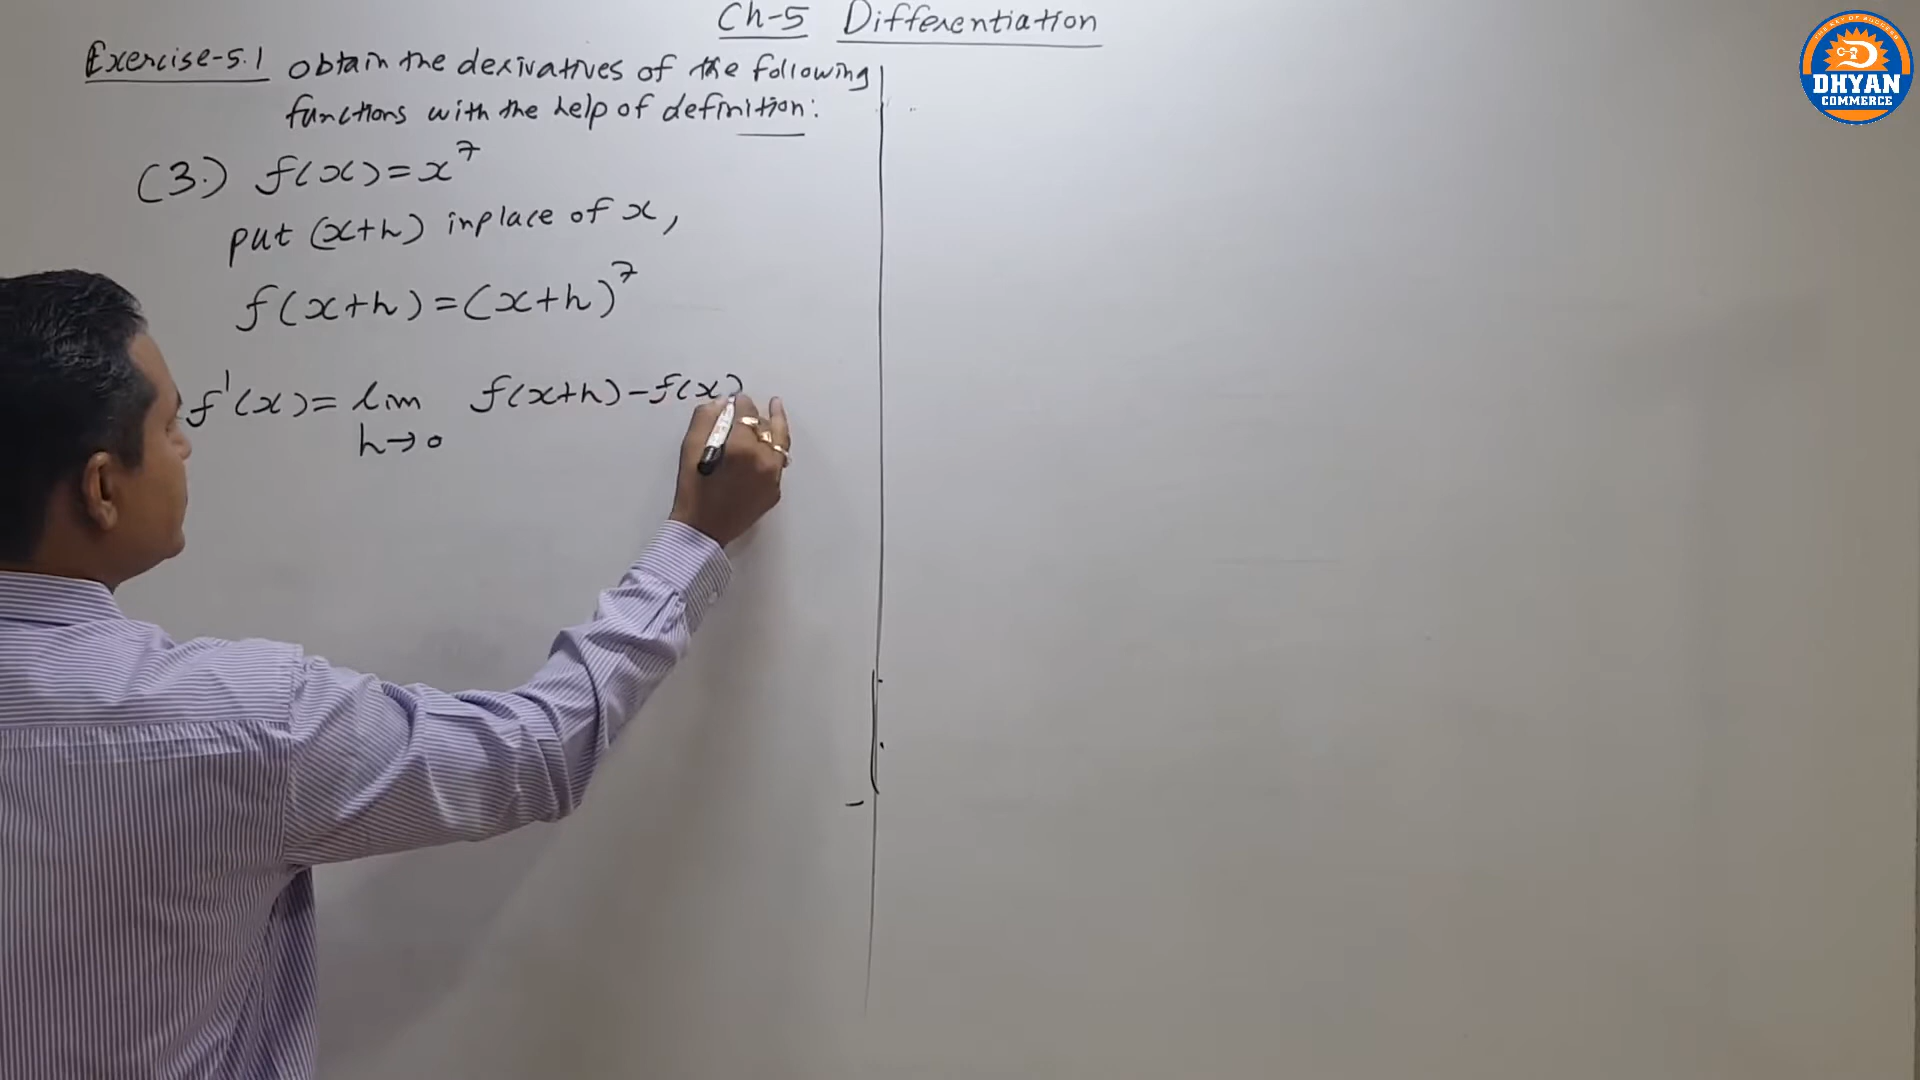 Ch-5 Differentiation
Exercise-5.1 obtain the derivatives of the following
functions with the help of definition:
(3.) f(x)=x⁷
put (x+h) inplace of x,
f(x+h)=(x+h)⁷
f'(x)= lim f(x+h)-f(x)
h→0
DHYAN
COMMERCE